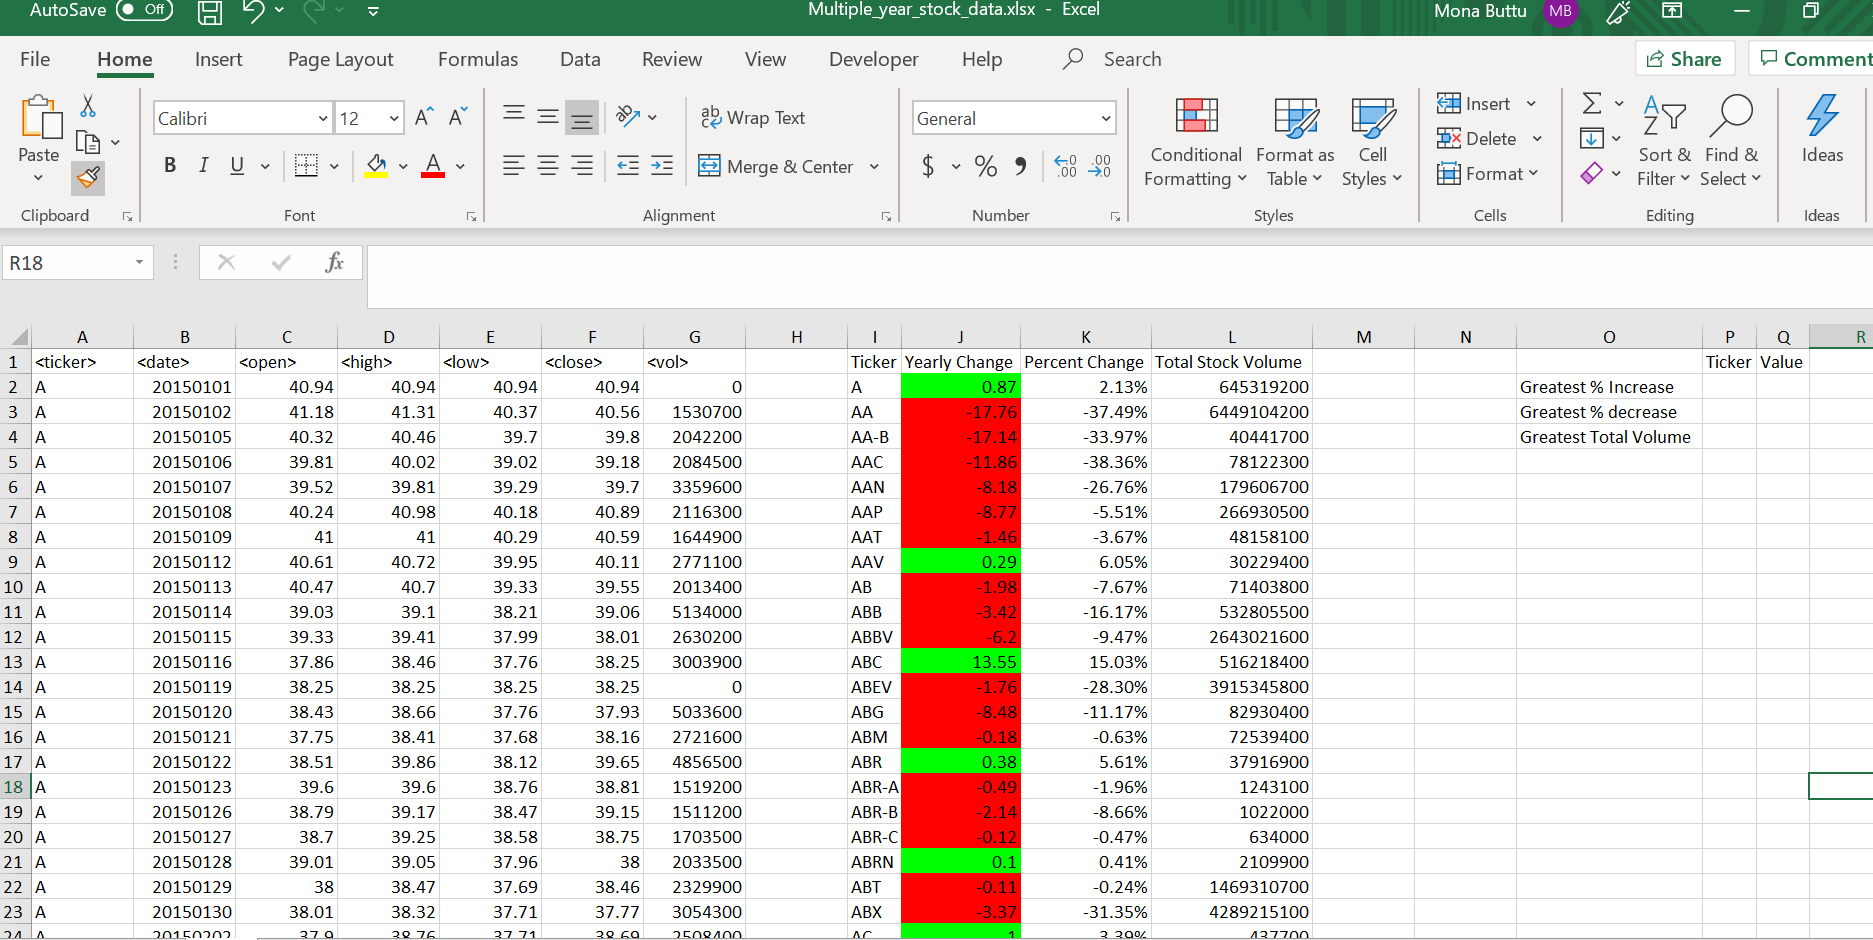 AutoSave Off Multiple_year_stock_data.xlsx - Excel Mona Buttu MB
File Home Insert Page Layout Formulas Data Review View Developer Help Search Share Comment
Calibri 12 A A ab Wrap Text General Insert Σ A Z
Paste B I U A Merge & Center $ % 9 Conditional Formatting Format as Table Cell Styles Delete Format Sort & Filter Find & Select Ideas
Clipboard Font Alignment Number Styles Cells Editing Ideas
R18 fx
A B C D E F G H I J K L M N O P Q R
1 <ticker> <date> <open> <high> <low> <close> <vol> Ticker Yearly Change Percent Change Total Stock Volume Ticker Value
2 A 20150101 40.94 40.94 40.94 40.94 0 A 0.87 2.13% 645319200 Greatest % Increase
3 A 20150102 41.18 41.31 40.37 40.56 1530700 AA -17.76 -37.49% 6449104200 Greatest % decrease
4 A 20150105 40.32 40.46 39.7 39.8 2042200 AA-B -17.14 -33.97% 40441700 Greatest Total Volume
5 A 20150106 39.81 40.02 39.02 39.18 2084500 AAC -11.86 -38.36% 78122300
6 A 20150107 39.52 39.81 39.29 39.7 3359600 AAN -8.18 -26.76% 179606700
7 A 20150108 40.24 40.98 40.18 40.89 2116300 AAP -8.77 -5.51% 266930500
8 A 20150109 41 41 40.29 40.59 1644900 AAT -1.46 -3.67% 48158100
9 A 20150112 40.61 40.72 39.95 40.11 2771100 AAV 0.29 6.05% 30229400
10 A 20150113 40.47 40.7 39.33 39.55 2013400 AB -1.98 -7.67% 71403800
11 A 20150114 39.03 39.1 38.21 39.06 5134000 ABB -3.42 -16.17% 532805500
12 A 20150115 39.33 39.41 37.99 38.01 2630200 ABBV -6.2 -9.47% 2643021600
13 A 20150116 37.86 38.46 37.76 38.25 3003900 ABC 13.55 15.03% 516218400
14 A 20150119 38.25 38.25 38.25 38.25 0 ABEV -1.76 -28.30% 3915345800
15 A 20150120 38.43 38.66 37.76 37.93 5033600 ABG -8.48 -11.17% 82930400
16 A 20150121 37.75 38.41 37.68 38.16 2721600 ABM -0.18 -0.63% 72539400
17 A 20150122 38.51 39.86 38.12 39.65 4856500 ABR 0.38 5.61% 37916900
18 A 20150123 39.6 39.6 38.76 38.81 1519200 ABR-A -0.49 -1.96% 1243100
19 A 20150126 38.79 39.17 38.47 39.15 1511200 ABR-B -2.14 -8.66% 1022000
20 A 20150127 38.7 39.25 38.58 38.75 1703500 ABR-C -0.12 -0.47% 634000
21 A 20150128 39.01 39.05 37.96 38 2033500 ABRN 0.1 0.41% 2109900
22 A 20150129 38 38.47 37.69 38.46 2329900 ABT -0.11 -0.24% 1469310700
23 A 20150130 38.01 38.32 37.71 37.77 3054300 ABX -3.37 -31.35% 4289215100
24 A 20150202 37.9 38.76 37.71 38.69 2508400 AC 1 3.39% 437700